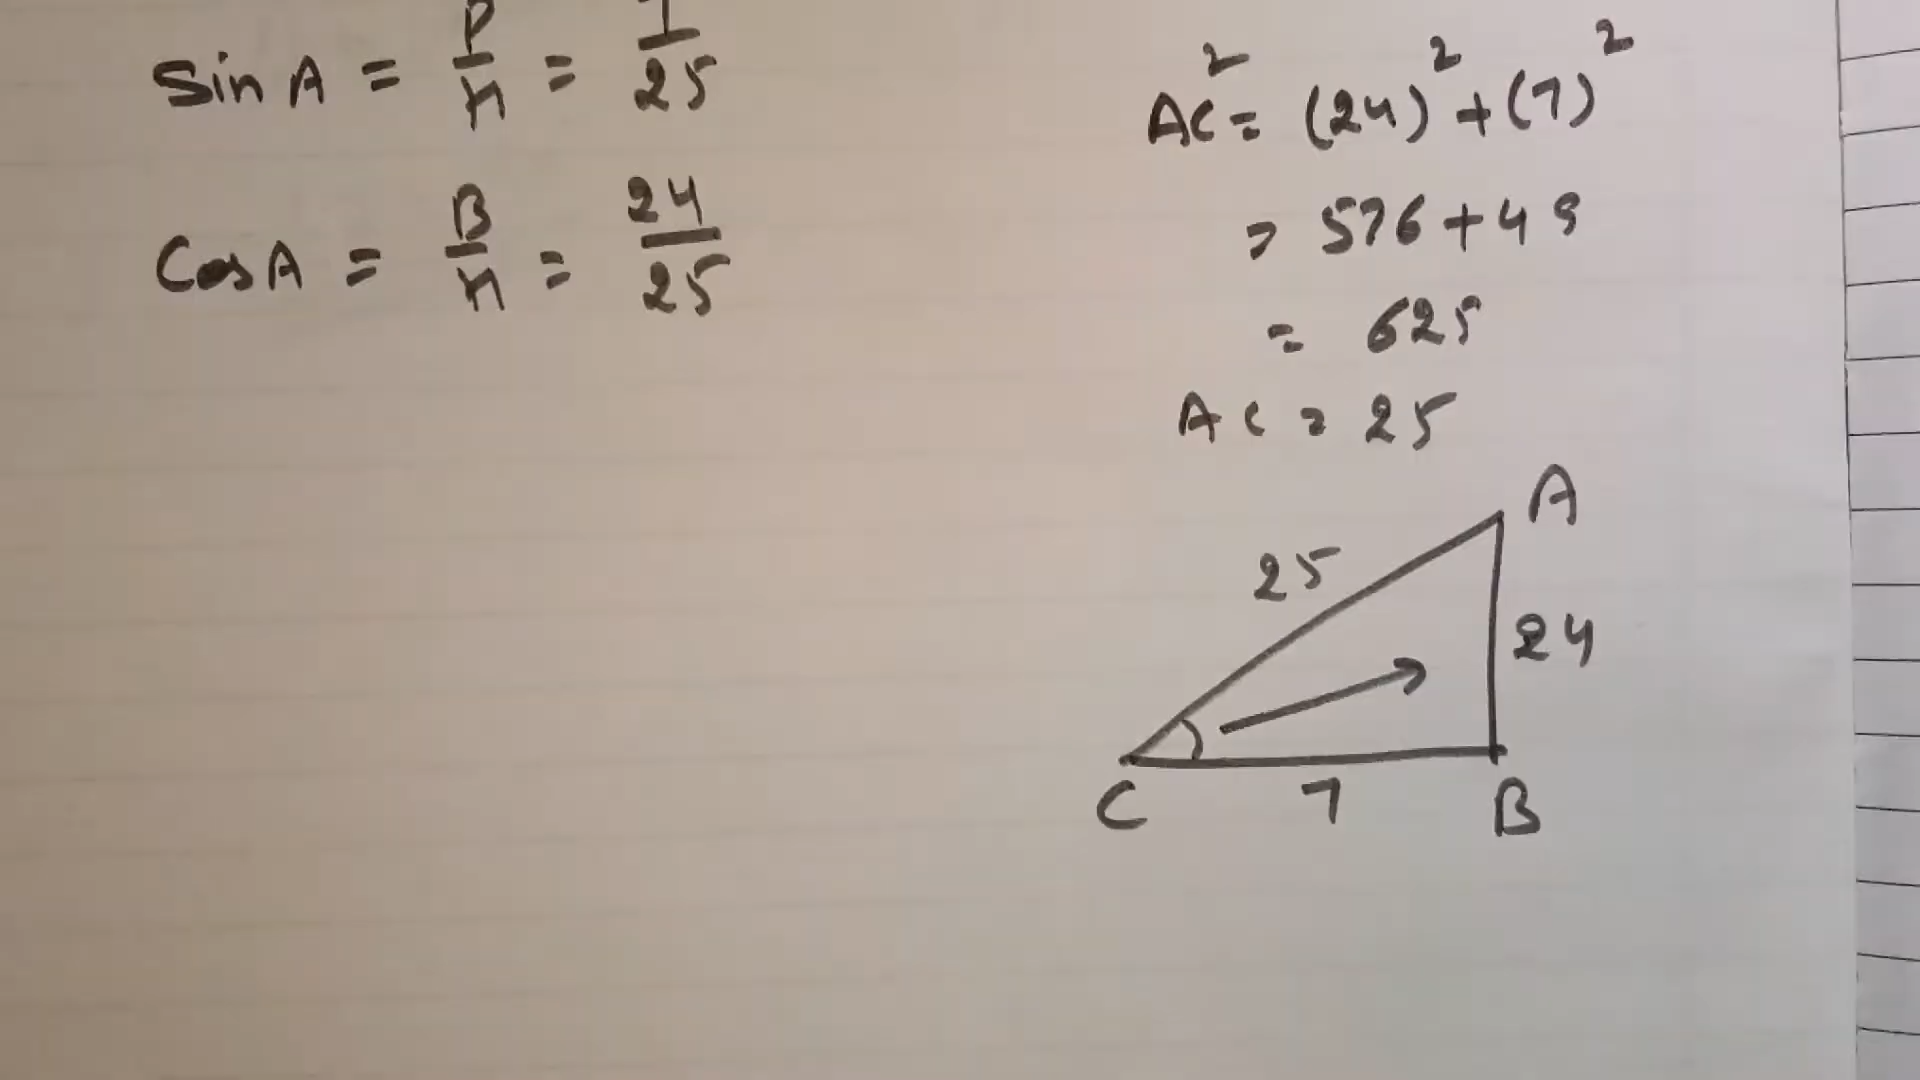 Sin A = P/H = 7/25
Cos A = B/H = 24/25
AC² = (24)² + (7)²
= 576 + 49
= 625
AC = 25
A
25
24
C 7 B